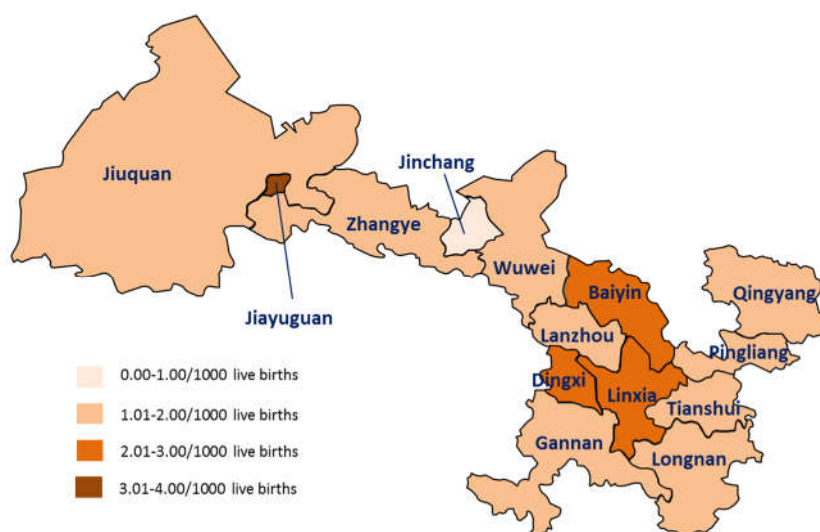 Jinchang
Jiuquan
Zhangye
Wuwei
Baiyin
Qingyang
Jiayuguan
Lanzhou
Pingliang
Dingxi
Linxia
Tianshui
Gannan
Longnan
0.00-1.00/1000 live births
1.01-2.00/1000 live births
2.01-3.00/1000 live births
3.01-4.00/1000 live births